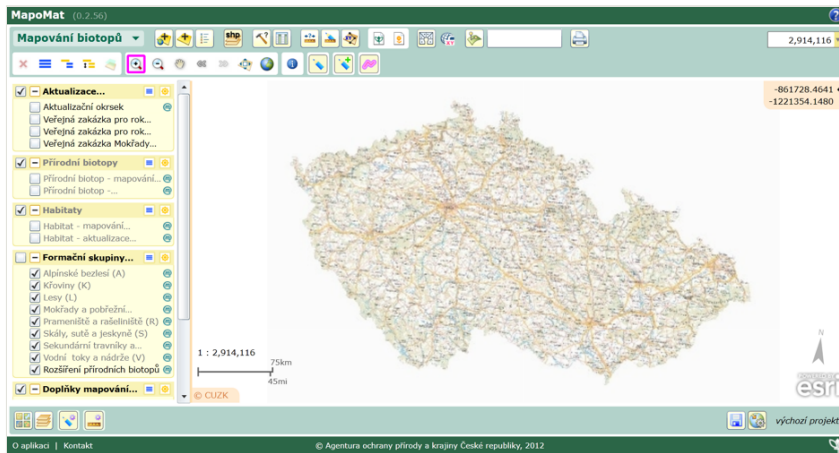 MapoMat (0.2.56)
Mapování biotopů
shp
2,914,116
-861728.4641
-1221354.1480
Aktualizace...
Aktualizační okrsek
Veřejná zakázka pro rok...
Veřejná zakázka pro rok...
Veřejná zakázka Mokřady...
Přírodní biotopy
Přírodní biotop - mapování...
Přírodní biotop -...
Habitaty
Habitat - mapování...
Habitat - aktualizace...
Formační skupiny...
Alpínské bezlesí (A)
Křoviny (K)
Lesy (L)
Mokřady a pobřežní...
Prameniště a rašeliniště (R)
Skály, sutě a jeskyně (S)
Sekundární travníky a...
Vodní toky a nádrže (V)
Rozšíření přírodních biotopů
Doplňky mapování...
1 : 2,914,116
75km
45mi
© CUZK
N
esri
výchozí projekt
O aplikaci | Kontakt
© Agentura ochrany přírody a krajiny České republiky, 2012